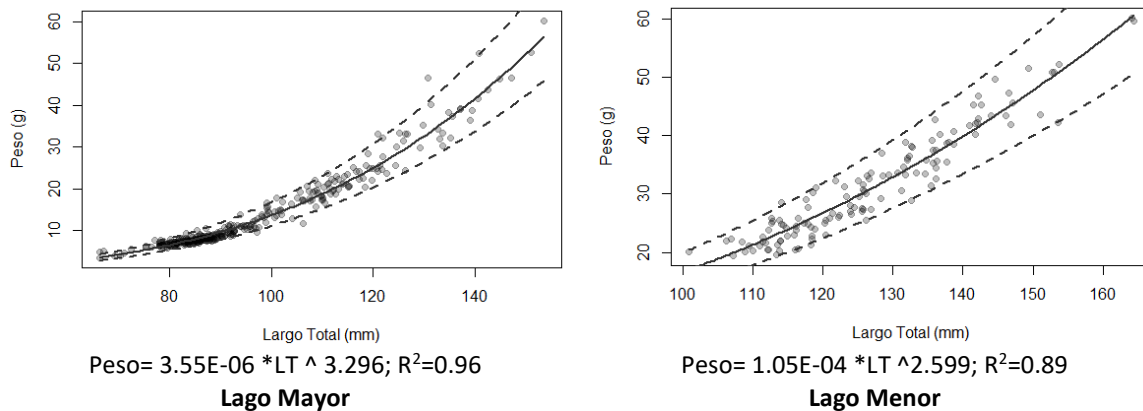 60
50
40
30
20
10
Peso (g)
80 100 120 140
Largo Total (mm)
Peso= 3.55E-06 *LT ^ 3.296; R²=0.96
Lago Mayor
60
50
40
30
20
Peso (g)
100 110 120 130 140 150 160
Largo Total (mm)
Peso= 1.05E-04 *LT ^2.599; R²=0.89
Lago Menor